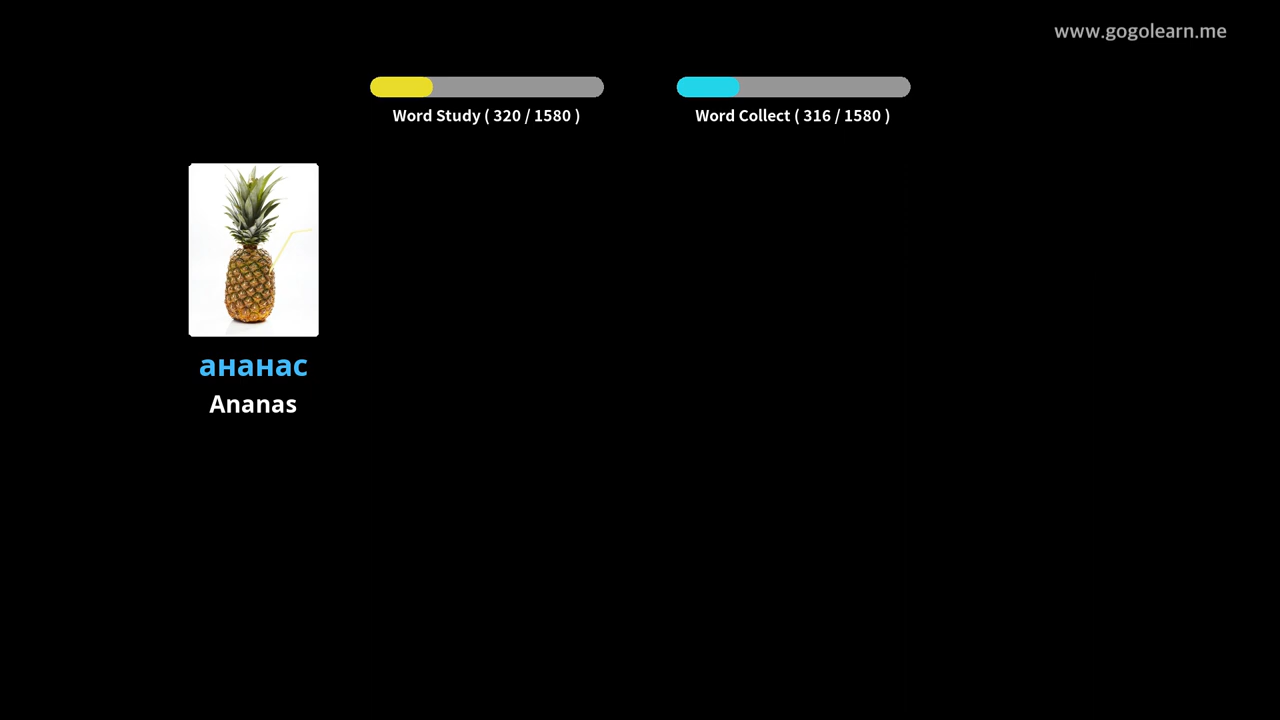 www.gogolearn.me
Word Study ( 320 / 1580 )
Word Collect ( 316 / 1580 )
ананас
Ananas